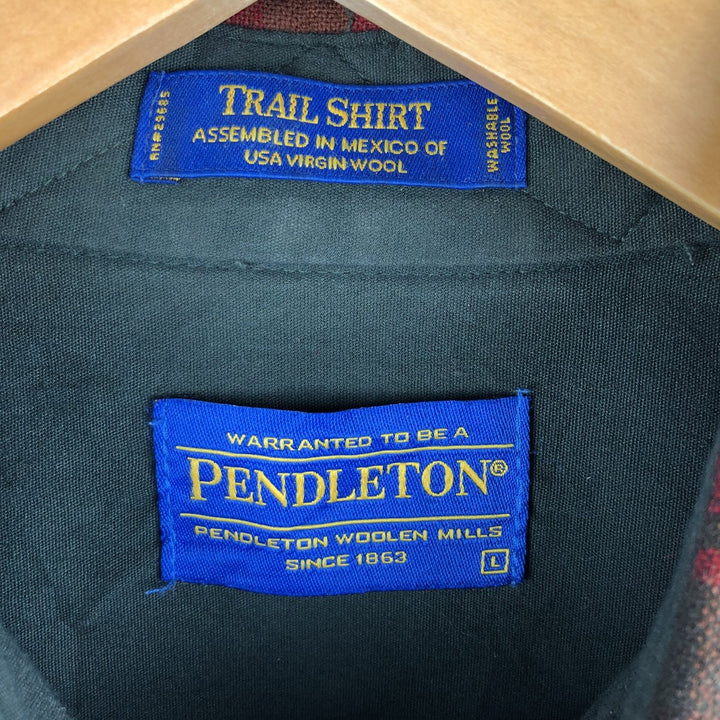 TRAIL SHIRT
ASSEMBLED IN MEXICO OF
USA VIRGIN WOOL
RN#29685
WASHABLE
WOOL
WARRANTED TO BE A
PENDLETON®
PENDLETON WOOLEN MILLS
SINCE 1863
L